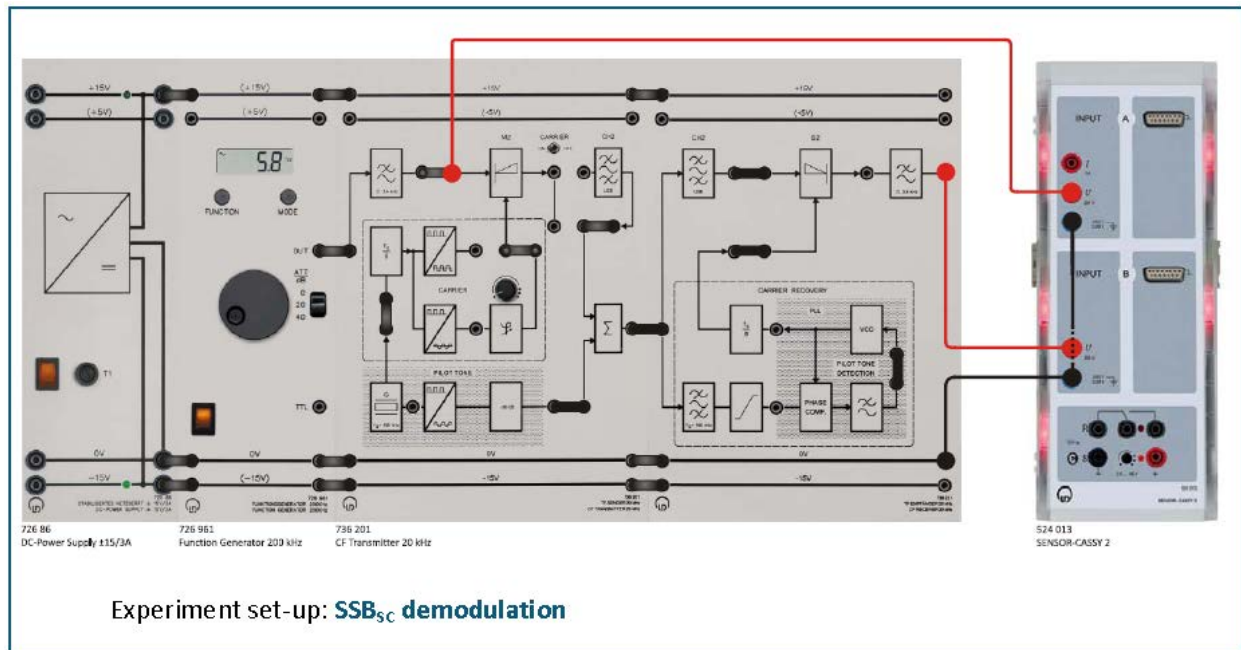 +15V (+15V) +15V +15V
(+5V) (+5V) (+5V) (+5V)
M2
CARRIER
CH2
CH2
D2
5.8
FUNCTION
MODE
OUT
ATT
dB
0
20
40
CARRIER
Σ
CARRIER RECOVERY
PLL
VCO
PILOT TONE
DETECTION
PHASE
COMP.
T1
PILOT TONE
G
TTL
0V 0V 0V 0V
-15V (-15V) -15V -15V
INPUT A
I
U
INPUT B
U
R
S
726 86
DC-Power Supply ±15/3A
726 961
Function Generator 200 kHz
736 201
CF Transmitter 20 kHz
524 013
SENSOR-CASSY 2
Experiment set-up: SSBSC demodulation